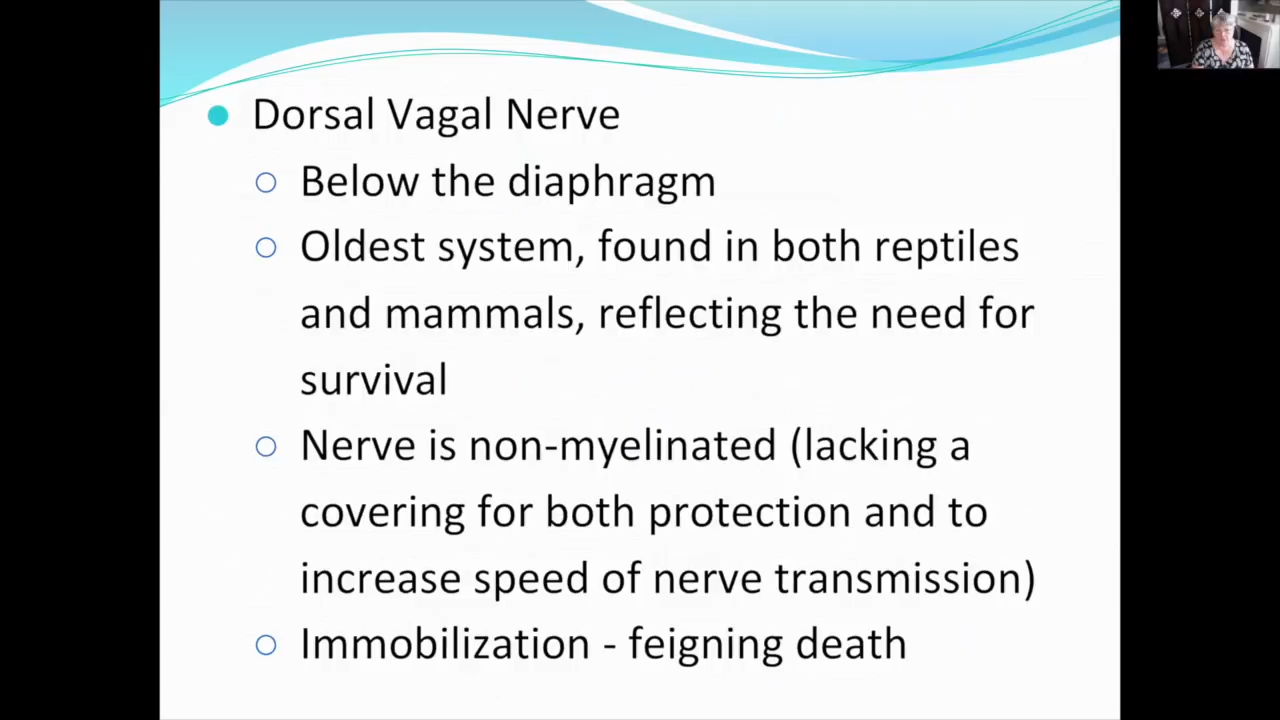 Dorsal Vagal Nerve
Below the diaphragm
Oldest system, found in both reptiles
and mammals, reflecting the need for
survival
Nerve is non-myelinated (lacking a
covering for both protection and to
increase speed of nerve transmission)
Immobilization - feigning death